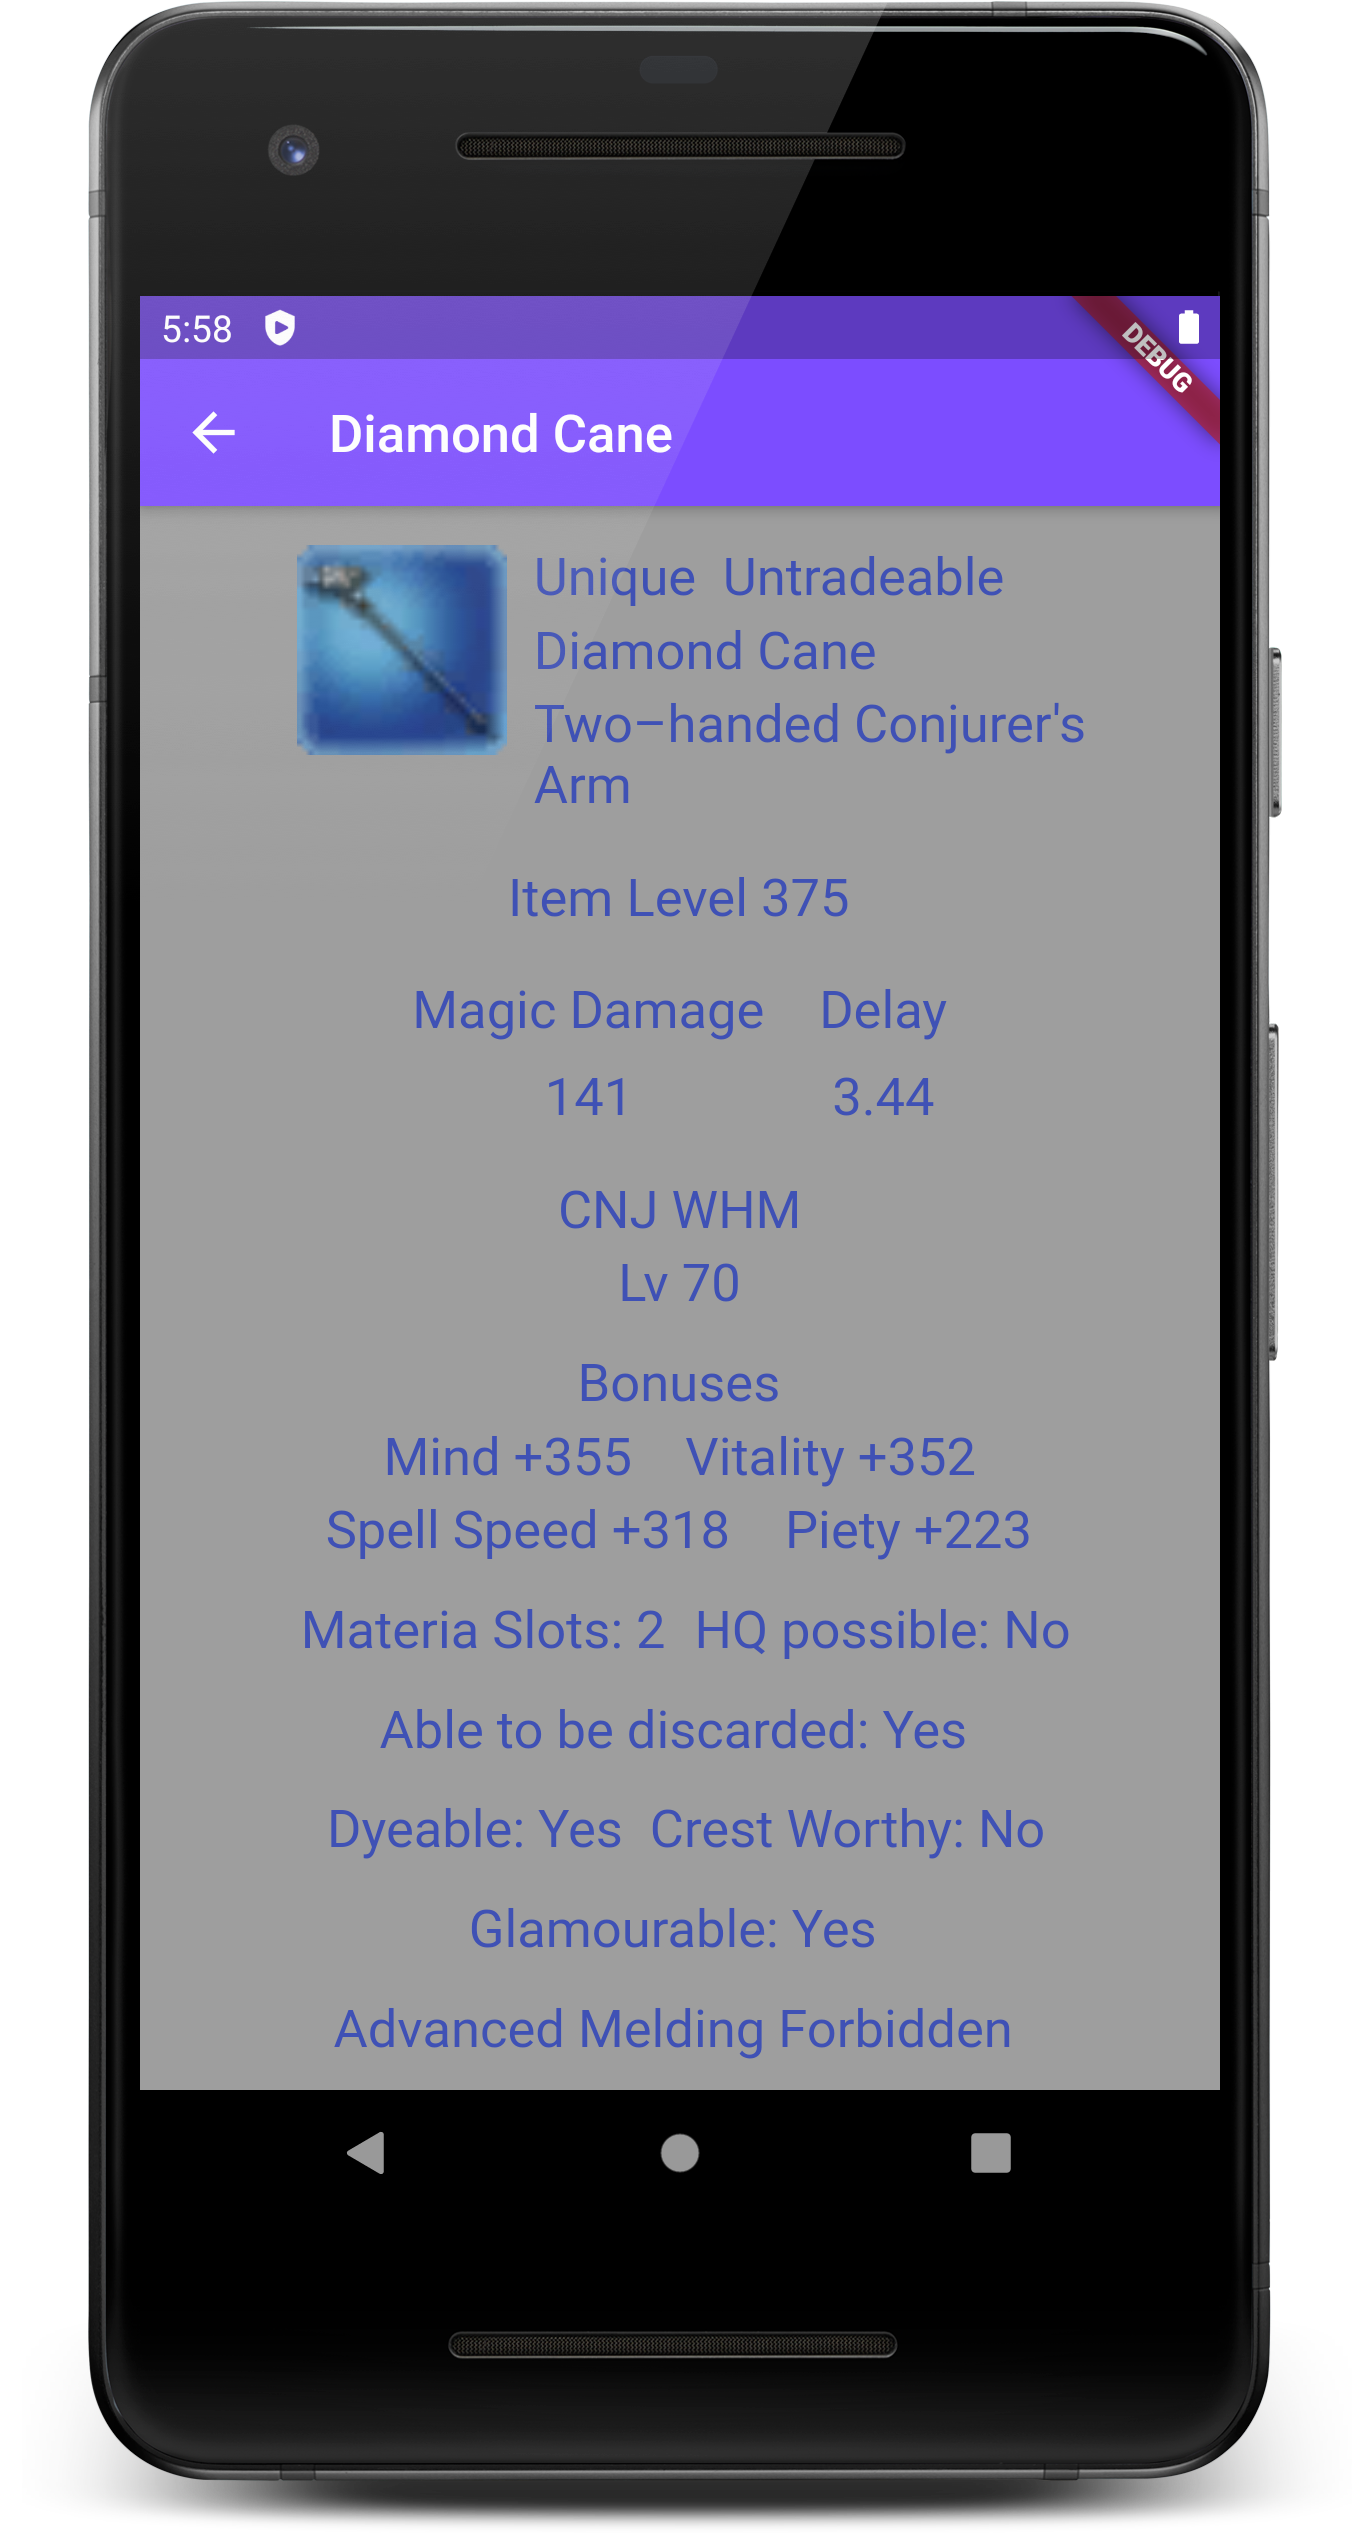 5:58
DEBUG
Diamond Cane
Unique  Untradeable
Diamond Cane
Two–handed Conjurer's
Arm
Item Level 375
Magic Damage  Delay
141  3.44
CNJ WHM
Lv 70
Bonuses
Mind +355  Vitality +352
Spell Speed +318  Piety +223
Materia Slots: 2  HQ possible: No
Able to be discarded: Yes
Dyeable: Yes  Crest Worthy: No
Glamourable: Yes
Advanced Melding Forbidden